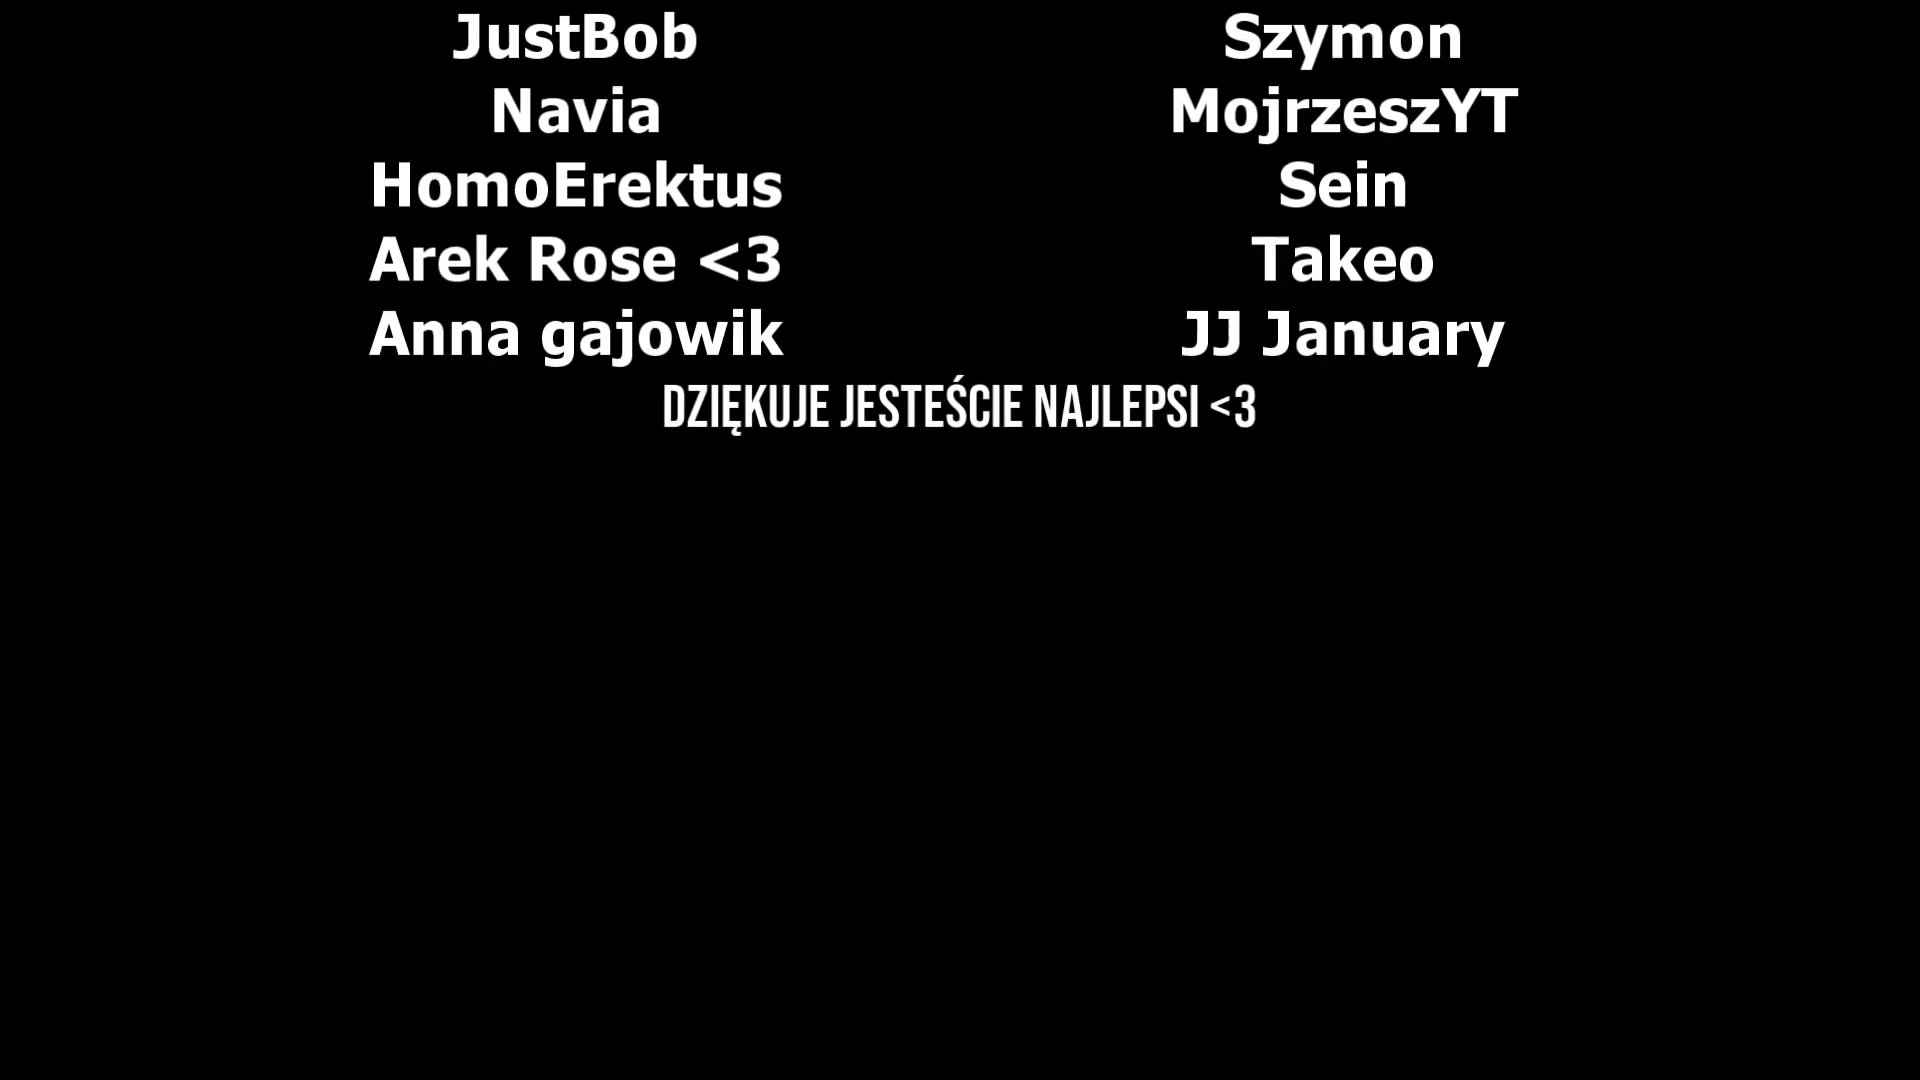 JustBob Szymon
Navia MojrzeszYT
HomoErektus Sein
Arek Rose <3 Takeo
Anna gajowik JJ January
DZIĘKUJE JESTEŚCIE NAJLEPSI <3